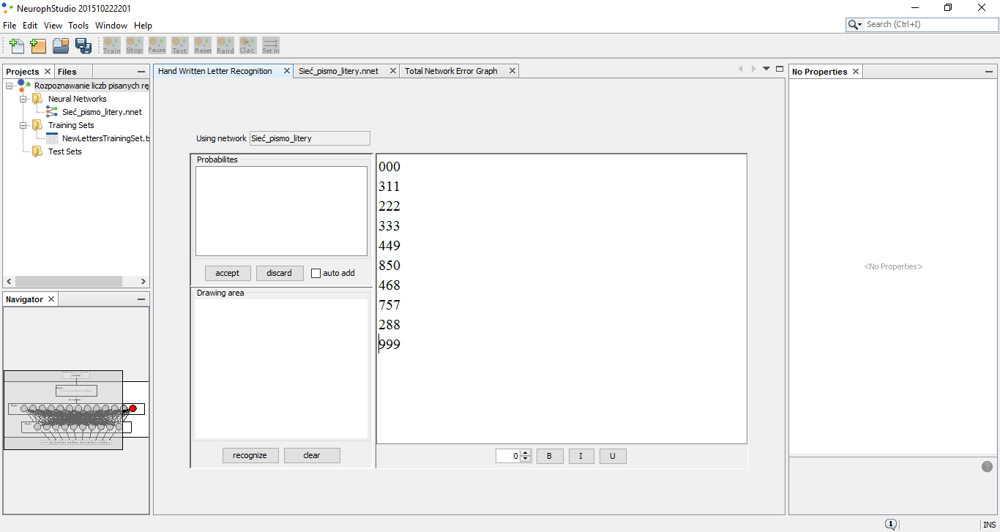 NeurophStudio 201510222201
File Edit View Tools Window Help
Search (Ctrl+I)
Train Stop Pause Test Reset Rand Clac Set In
Projects Files
Rozpoznawanie liczb pisanych rę
Neural Networks
Sieć_pismo_litery.nnet
Training Sets
NewLettersTrainingSet.ts
Test Sets
Navigator
Hand Written Letter Recognition Sieć_pismo_litery.nnet Total Network Error Graph
Using network Sieć_pismo_litery
Probabilites
accept discard auto add
Drawing area
recognize clear
000
311
222
333
449
850
468
757
288
999
0 B I U
No Properties
<No Properties>
1 INS